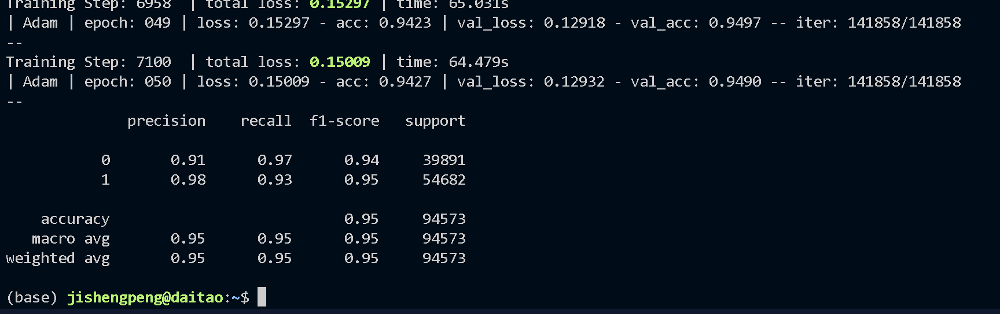 Training Step: 6958  | total loss: 0.15297 | time: 65.031s
| Adam | epoch: 049 | loss: 0.15297 - acc: 0.9423 | val_loss: 0.12918 - val_acc: 0.9497 -- iter: 141858/141858
--
Training Step: 7100  | total loss: 0.15009 | time: 64.479s
| Adam | epoch: 050 | loss: 0.15009 - acc: 0.9427 | val_loss: 0.12932 - val_acc: 0.9490 -- iter: 141858/141858
--
              precision    recall  f1-score   support
           0       0.91      0.97      0.94     39891
           1       0.98      0.93      0.95     54682
    accuracy                           0.95     94573
   macro avg       0.95      0.95      0.95     94573
weighted avg       0.95      0.95      0.95     94573
(base) jishengpeng@daitao:~$